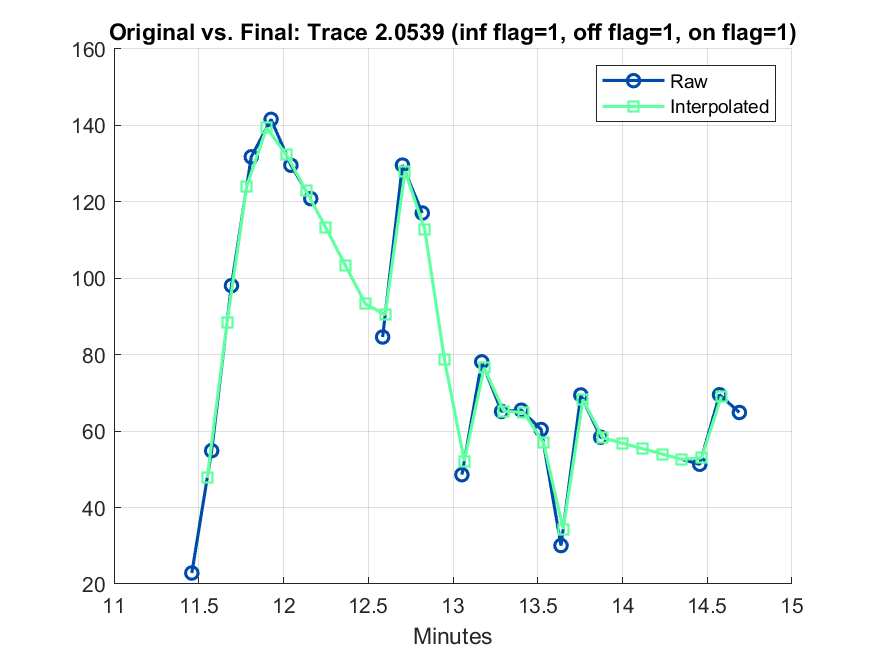 Original vs. Final: Trace 2.0539 (inf flag=1, off flag=1, on flag=1)
160
140
120
100
80
60
40
20
Raw
Interpolated
11 11.5 12 12.5 13 13.5 14 14.5 15
Minutes